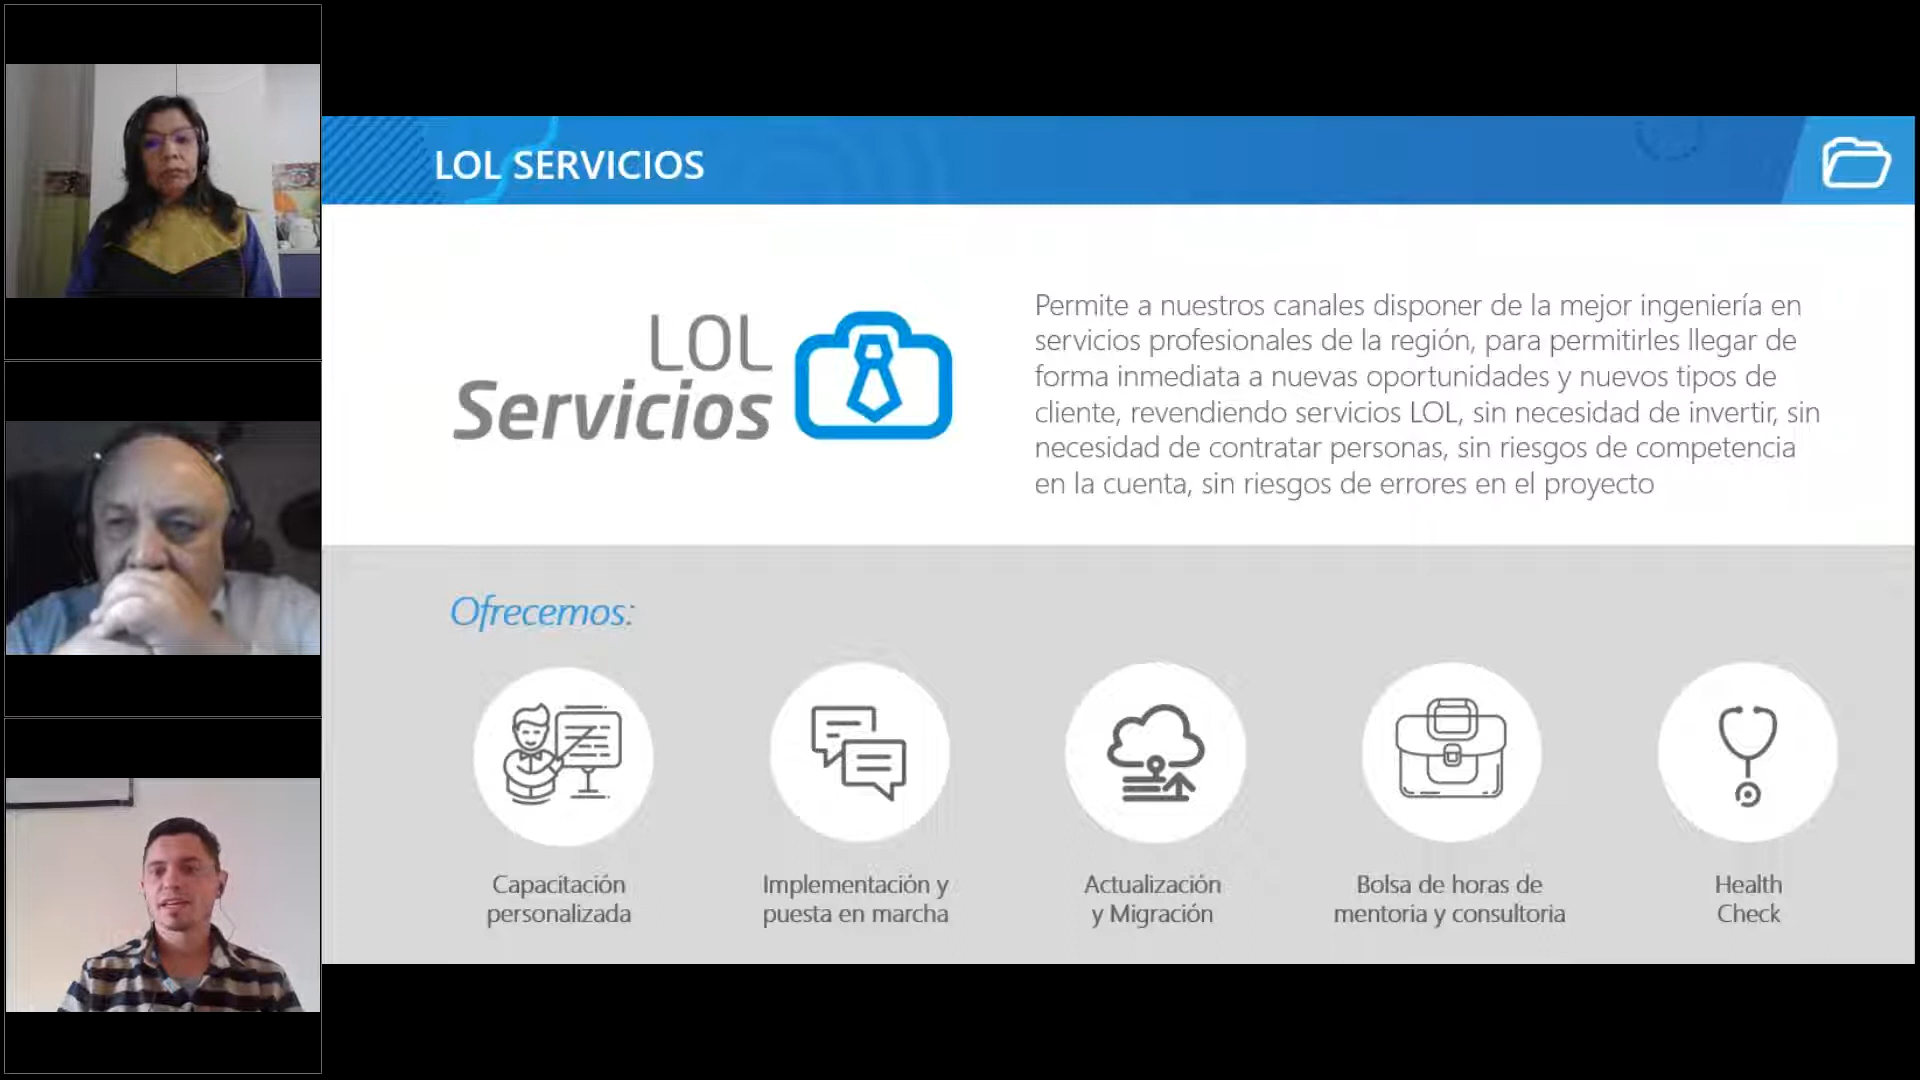 LOL SERVICIOS
LOL
Servicios
Permite a nuestros canales disponer de la mejor ingeniería en
servicios profesionales de la región, para permitirles llegar de
forma inmediata a nuevas oportunidades y nuevos tipos de
cliente, revendiendo servicios LOL, sin necesidad de invertir, sin
necesidad de contratar personas, sin riesgos de competencia
en la cuenta, sin riesgos de errores en el proyecto
Ofrecemos:
Capacitación
personalizada
Implementación y
puesta en marcha
Actualización
y Migración
Bolsa de horas de
mentoria y consultoria
Health
Check